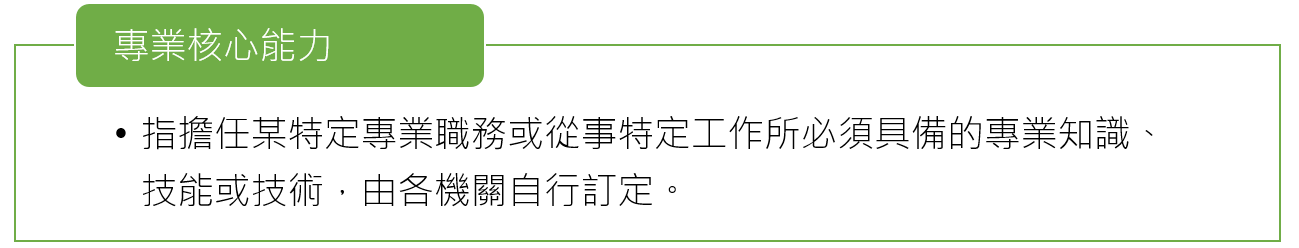 專業核心能力
• 指擔任某特定專業職務或從事特定工作所必須具備的專業知識、
技能或技術，由各機關自行訂定。